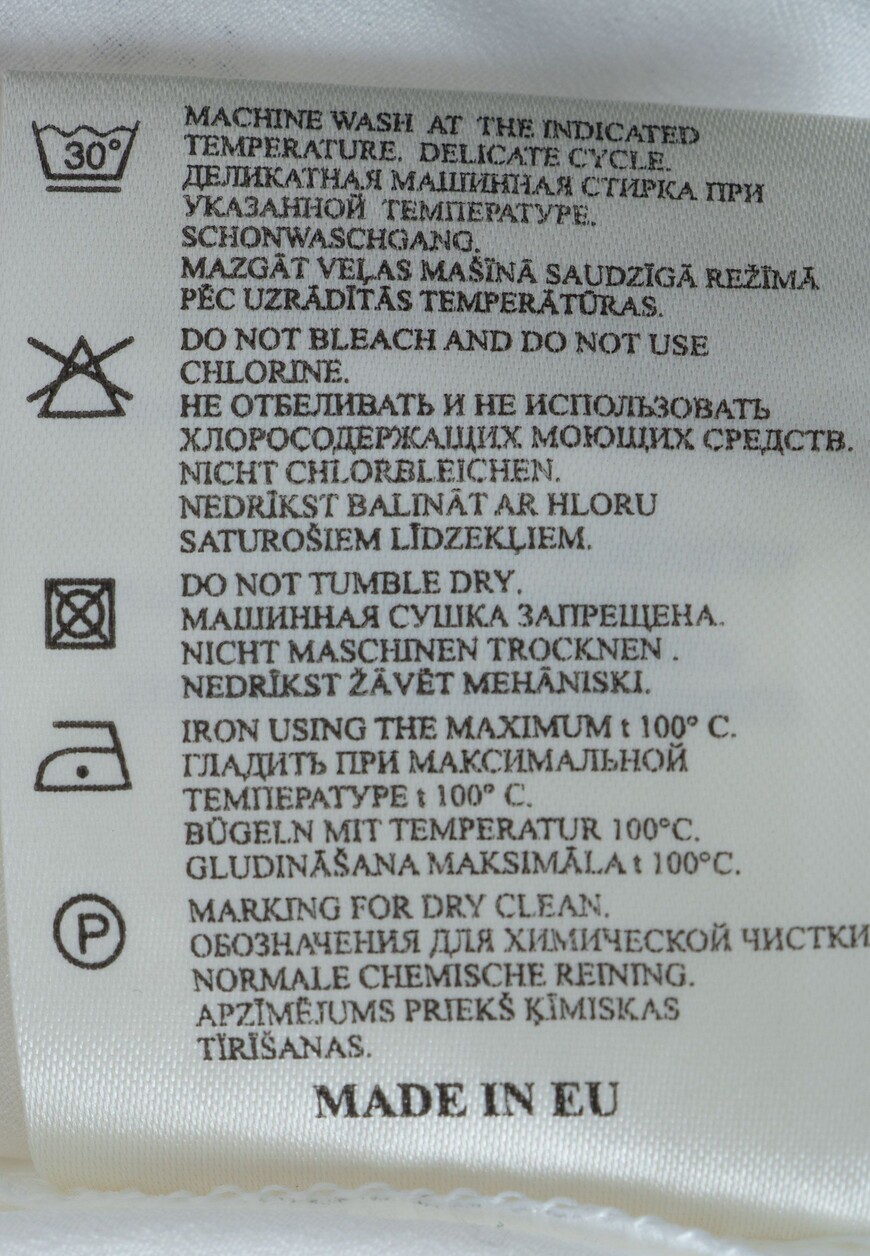 30°
MACHINE WASH AT THE INDICATED
TEMPERATURE. DELICATE CYCLE.
ДЕЛИКАТНАЯ МАШИННАЯ СТИРКА ПРИ
УКАЗАННОЙ ТЕМПЕРАТУРЕ.
SCHONWASCHGANG.
MAZGĀT VEĻAS MAŠĪNĀ SAUDZĪGĀ REŽĪMĀ
PĒC UZRĀDĪTĀS TEMPERĀTŪRAS.
DO NOT BLEACH AND DO NOT USE
CHLORINE.
НЕ ОТБЕЛИВАТЬ И НЕ ИСПОЛЬЗОВАТЬ
ХЛОРОСОДЕРЖАЩИХ МОЮЩИХ СРЕДСТВ.
NICHT CHLORBLEICHEN.
NEDRĪKST BALINĀT AR HLORU
SATUROŠIEM LĪDZEKĻIEM.
DO NOT TUMBLE DRY.
МАШИННАЯ СУШКА ЗАПРЕЩЕНА.
NICHT MASCHINEN TROCKNEN .
NEDRĪKST ŽĀVĒT MEHĀNISKI.
IRON USING THE MAXIMUM t 100° C.
ГЛАДИТЬ ПРИ МАКСИМАЛЬНОЙ
ТЕМПЕРАТУРЕ t 100° C.
BÜGELN MIT TEMPERATUR 100°C.
GLUDINĀŠANA MAKSIMĀLA t 100°C.
P
MARKING FOR DRY CLEAN.
ОБОЗНАЧЕНИЯ ДЛЯ ХИМИЧЕСКОЙ ЧИСТКИ
NORMALE CHEMISCHE REINING.
APZĪMĒJUMS PRIEKŠ ĶĪMISKAS
TĪRĪŠANAS.
MADE IN EU